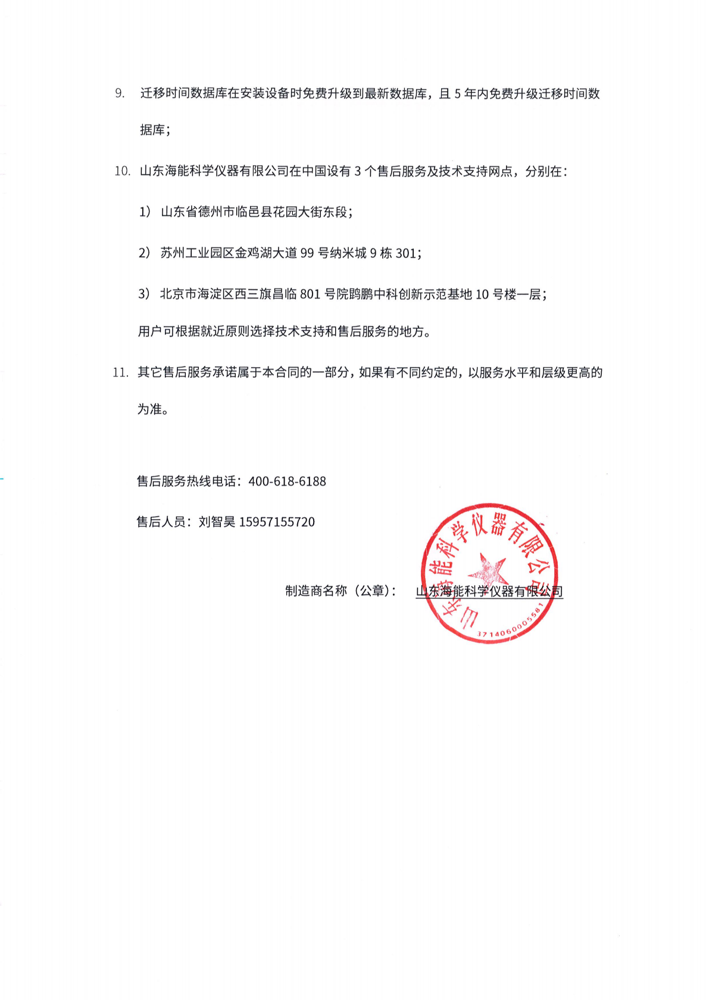 9. 迁移时间数据库在安装设备时免费升级到最新数据库，且 5 年内免费升级迁移时间数
据库；
10. 山东海能科学仪器有限公司在中国设有 3 个售后服务及技术支持网点，分别在：
1） 山东省德州市临邑县花园大街东段；
2） 苏州工业园区金鸡湖大道 99 号纳米城 9 栋 301；
3） 北京市海淀区西三旗昌临 801 号院鹍鹏中科创新示范基地 10 号楼一层；
用户可根据就近原则选择技术支持和售后服务的地方。
11. 其它售后服务承诺属于本合同的一部分，如果有不同约定的，以服务水平和层级更高的
为准。
售后服务热线电话：400-618-6188
售后人员：刘智昊 15957155720
制造商名称（公章）： 山东海能科学仪器有限公司
山东海能科学仪器有限公司
3714060005581